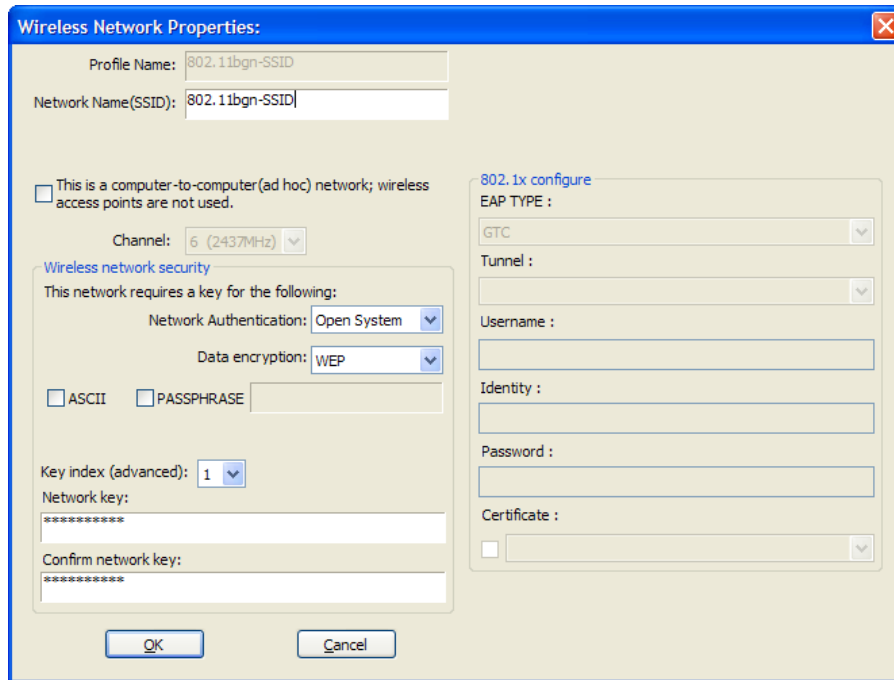 Wireless Network Properties:
Profile Name: 802.11bgn-SSID
Network Name(SSID): 802.11bgn-SSID
This is a computer-to-computer(ad hoc) network; wireless
access points are not used.
Channel: 6 (2437MHz)
Wireless network security
This network requires a key for the following:
Network Authentication: Open System
Data encryption: WEP
ASCII PASSPHRASE
Key index (advanced): 1
Network key:
**********
Confirm network key:
**********
802.1x configure
EAP TYPE :
GTC
Tunnel :
Username :
Identity :
Password :
Certificate :
OK Cancel